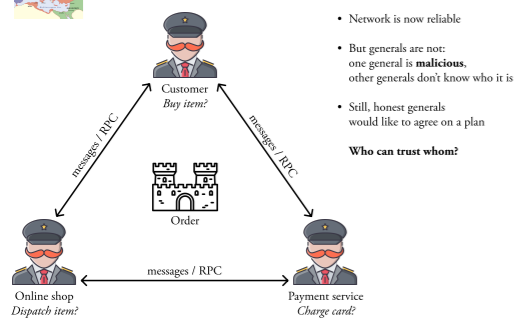 • Network is now reliable
• But generals are not:
one general is malicious,
other generals don't know who it is
• Still, honest generals
would like to agree on a plan
Who can trust whom?
Customer
Buy item?
messages / RPC
messages / RPC
Order
messages / RPC
Online shop
Dispatch item?
Payment service
Charge card?